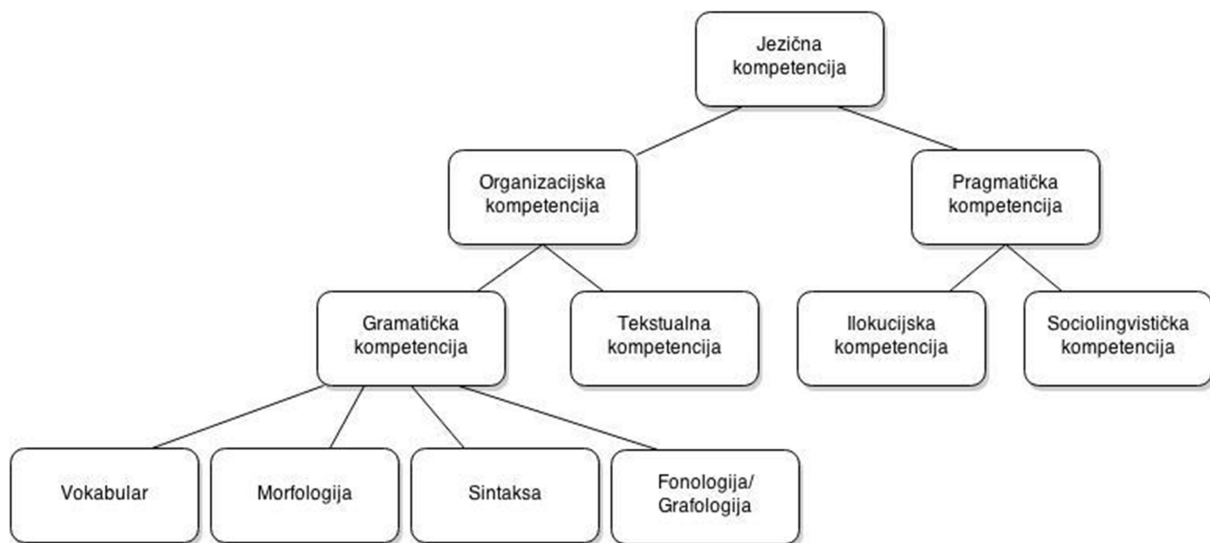 Jezična
kompetencija
Organizacijska
kompetencija
Pragmatička
kompetencija
Gramatička
kompetencija
Tekstualna
kompetencija
Ilokucijska
kompetencija
Sociolingvistička
kompetencija
Vokabular
Morfologija
Sintaksa
Fonologija/
Grafologija